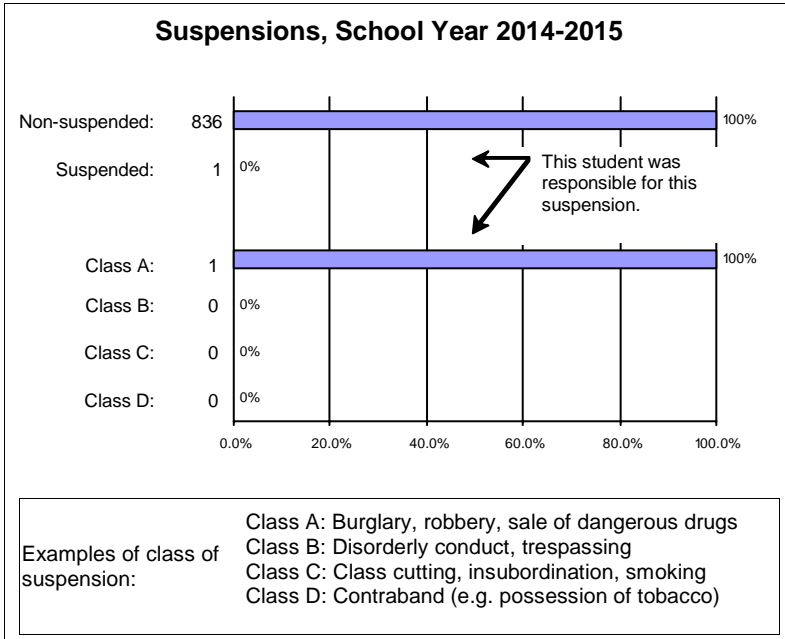 Suspensions, School Year 2014-2015
Non-suspended: 836 100%
Suspended: 1 0%
This student was
responsible for this
suspension.
Class A: 1 100%
Class B: 0 0%
Class C: 0 0%
Class D: 0 0%
0.0% 20.0% 40.0% 60.0% 80.0% 100.0%
Examples of class of
suspension:
Class A: Burglary, robbery, sale of dangerous drugs
Class B: Disorderly conduct, trespassing
Class C: Class cutting, insubordination, smoking
Class D: Contraband (e.g. possession of tobacco)